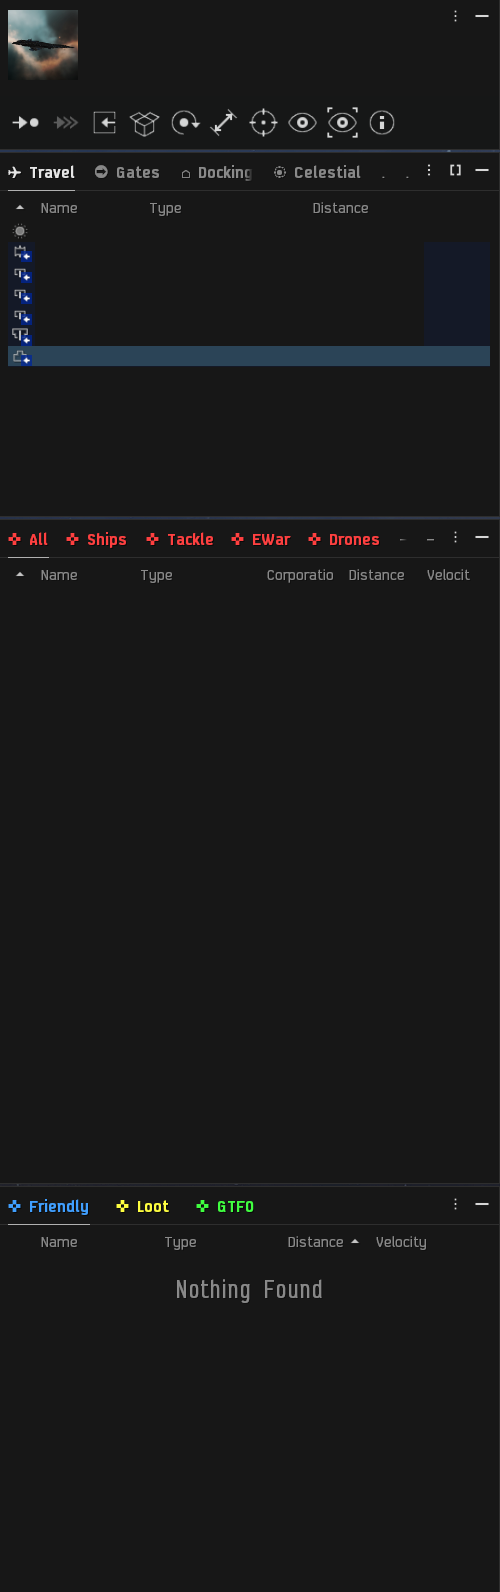 Travel Gates Docking Celestial
Name Type Distance
All Ships Tackle EWar Drones
Name Type Corporatio Distance Velocit
Friendly Loot GTFO
Name Type Distance Velocity
Nothing Found